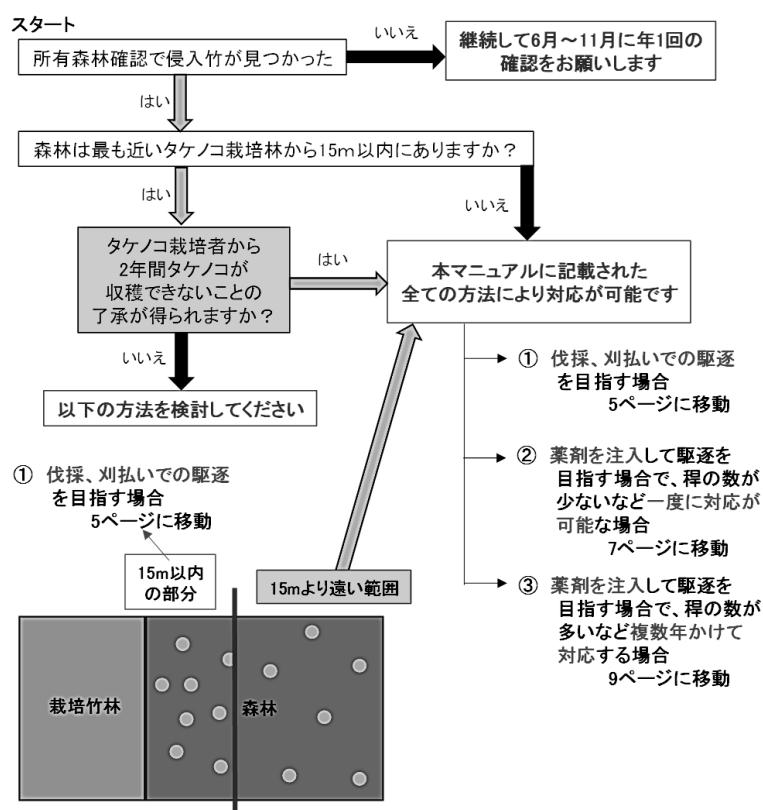 スタート
所有森林確認で侵入竹が見つかった
いいえ
継続して6月～11月に年1回の
確認をお願いします
はい
森林は最も近いタケノコ栽培林から15m以内にありますか？
はい
いいえ
タケノコ栽培者から
2年間タケノコが
収穫できないことの
了承が得られますか？
はい
本マニュアルに記載された
全ての方法により対応が可能です
いいえ
以下の方法を検討してください
① 伐採、刈払いでの駆逐
を目指す場合
5ページに移動
② 薬剤を注入して駆逐を
目指す場合で、稈の数が
少ないなど一度に対応が
可能な場合
7ページに移動
③ 薬剤を注入して駆逐を
目指す場合で、稈の数が
多いなど複数年かけて
対応する場合
9ページに移動
① 伐採、刈払いでの駆逐
を目指す場合
5ページに移動
15m以内
の部分
15mより遠い範囲
栽培竹林
森林